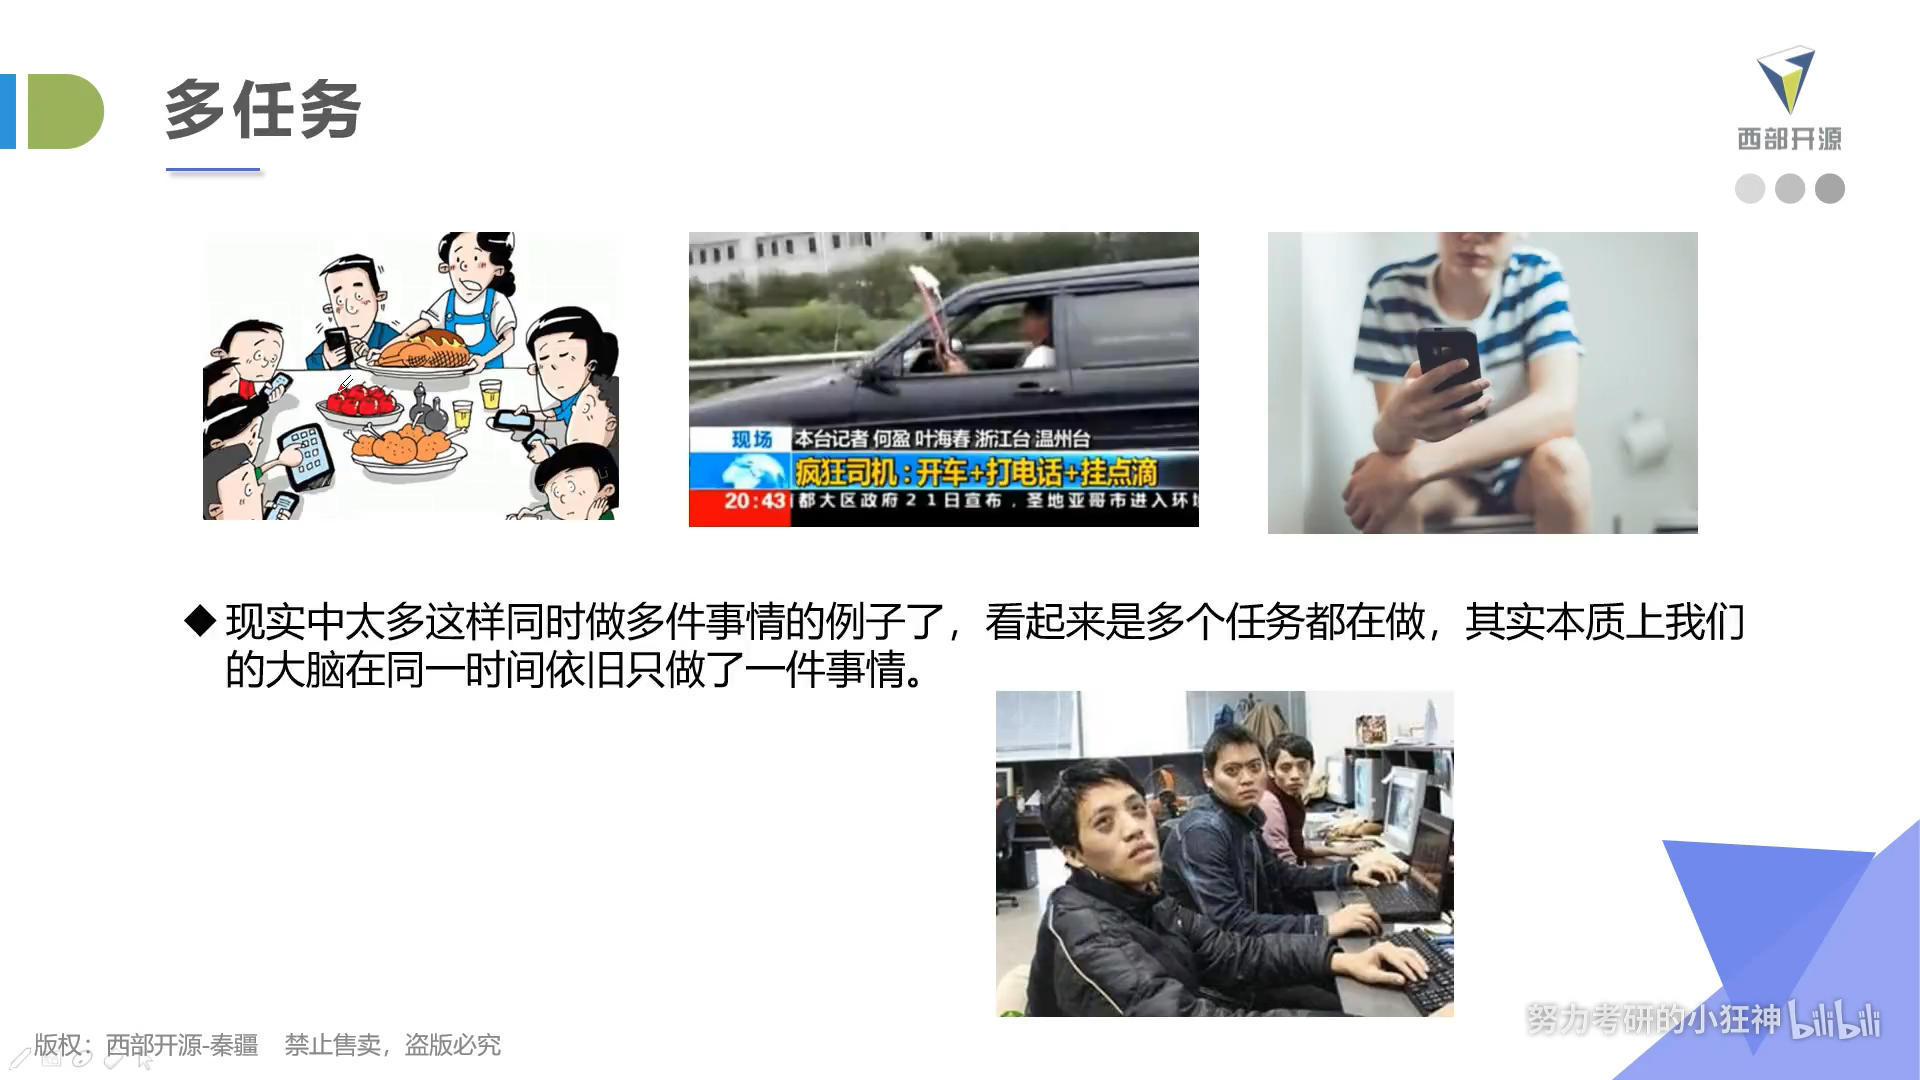 多任务
西部开源
现场
本台记者 何盈 叶海春 浙江台 温州台
疯狂司机：开车+打电话+挂点滴
20:43
都大区政府21日宣布，圣地亚哥市进入环
现实中太多这样同时做多件事情的例子了，看起来是多个任务都在做，其实本质上我们
的大脑在同一时间依旧只做了一件事情。
努力考研的小狂神 bilibili
版权：西部开源-秦疆 禁止售卖，盗版必究